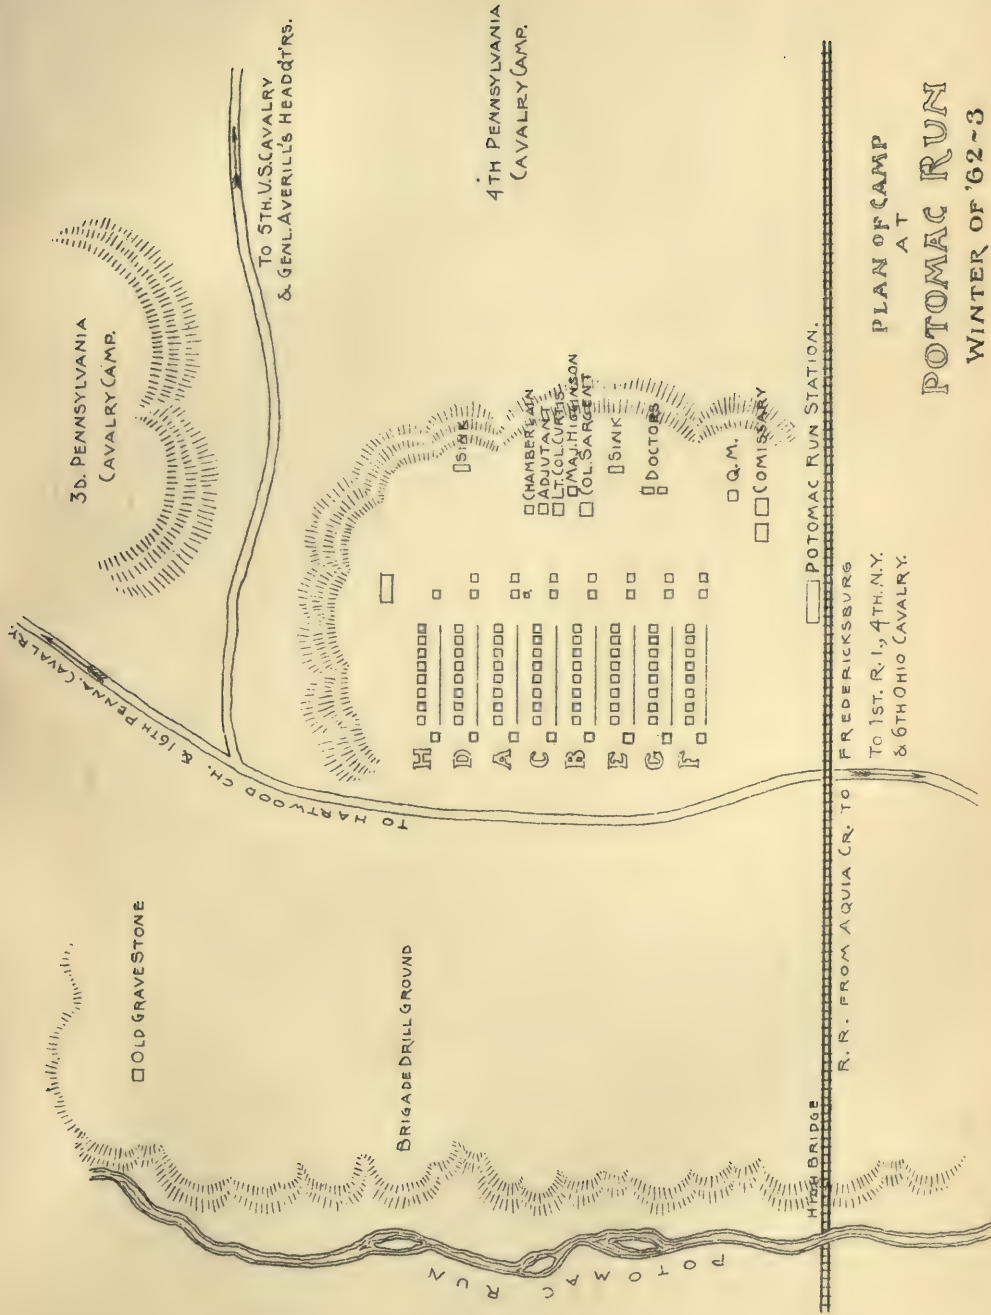 3D. PENNSYLVANIA
CAVALRY CAMP.
TO 5TH. U.S. CAVALRY
& GENL. AVERILL'S HEADQT'RS.
4TH PENNSYLVANIA
CAVALRY CAMP.
TO HARTWOOD CH. & 16TH PENNA. CAVALRY
OLD GRAVE STONE
BRIGADE DRILL GROUND
H
D
A
C
B
E
G
F
SINK
CHAMBERLAIN
ADJUTANT
LT. COL. CURTIS
MAJ. HIGGINSON
COL. SARGENT
SINK
DOCTORS
Q.M.
COMISSARY
POTOMAC RUN STATION.
HIGH BRIDGE
R. R. FROM AQUIA CR. TO FREDERICKSBURG
TO 1ST. R. I., 4TH. N.Y.
& 6TH OHIO CAVALRY.
POTOMAC RUN
PLAN OF CAMP
AT
POTOMAC RUN
WINTER OF '62~3